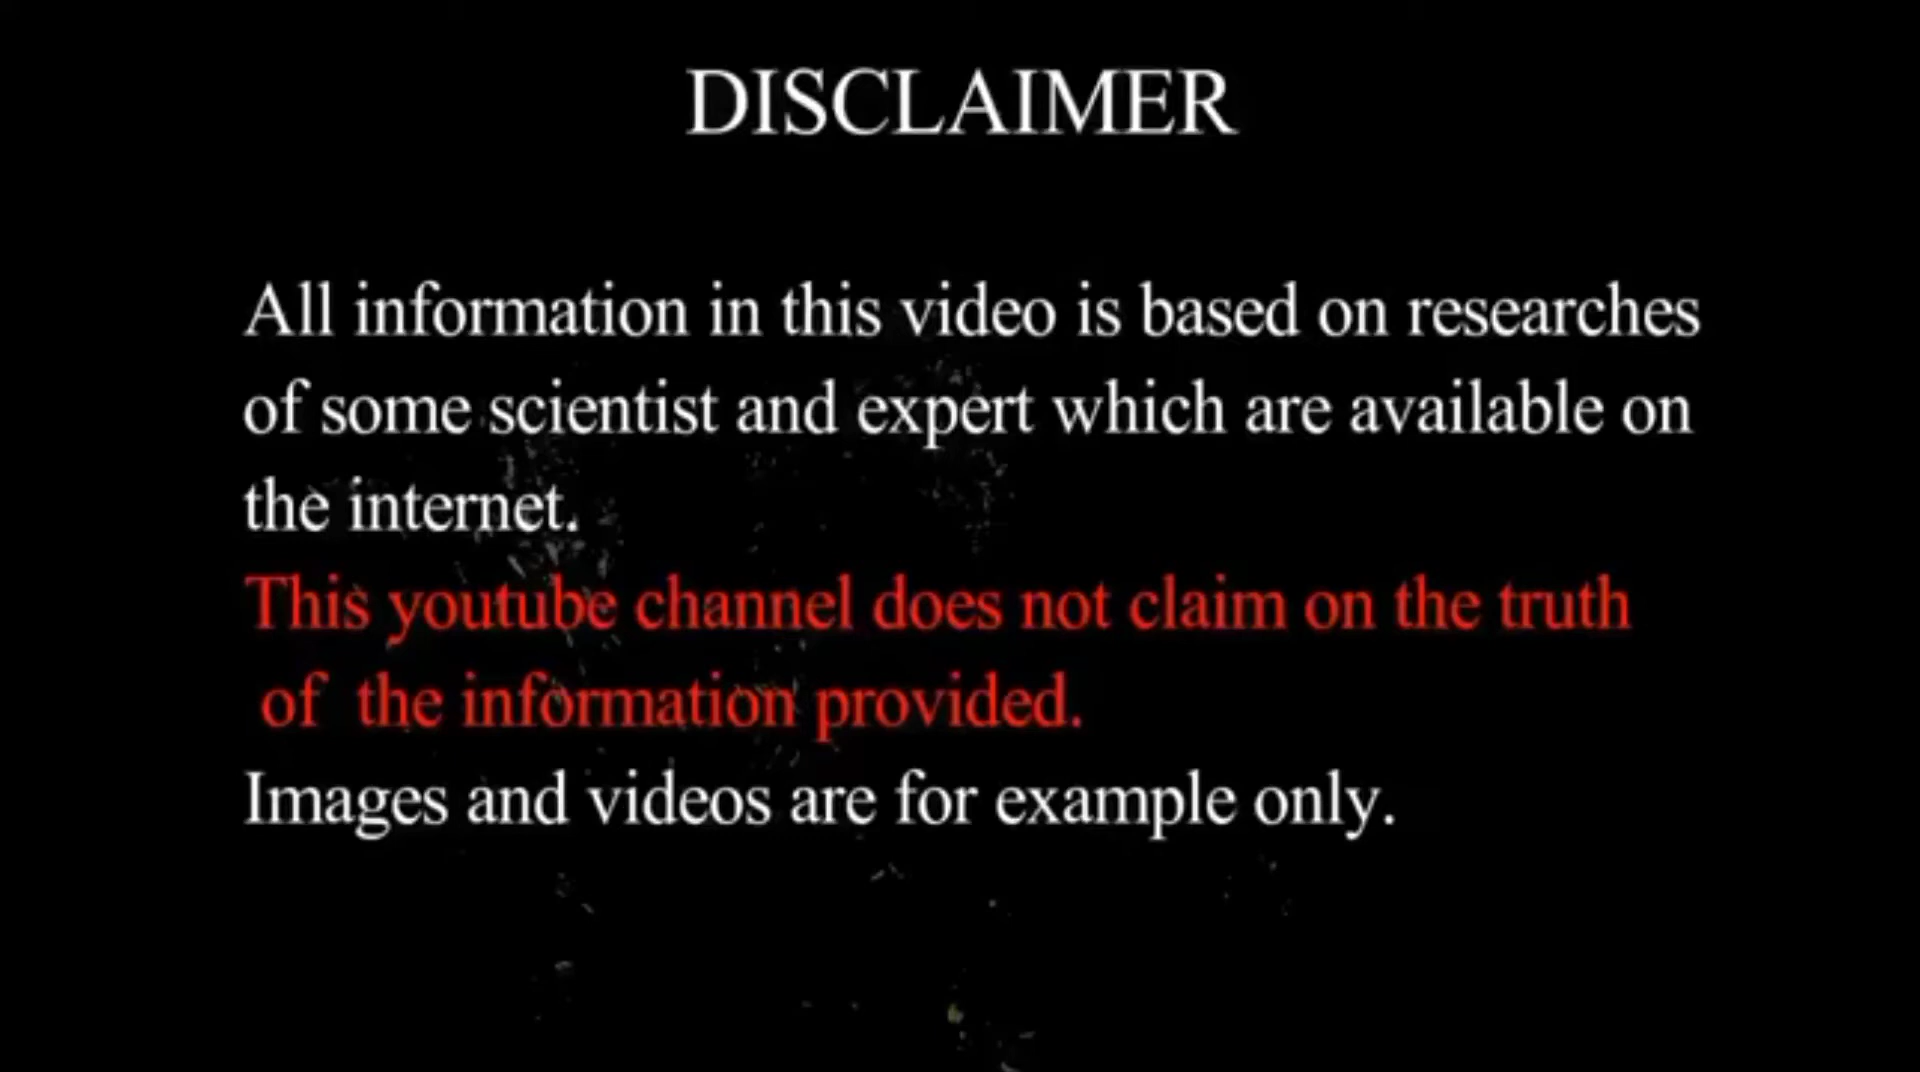 DISCLAIMER
All information in this video is based on researches
of some scientist and expert which are available on
the internet.
This youtube channel does not claim on the truth
of the information provided.
Images and videos are for example only.